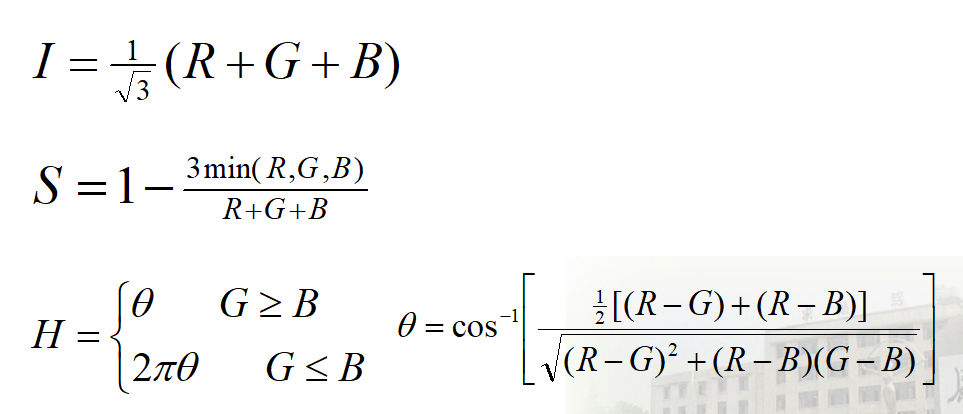 I = 1/√3 (R + G + B)
S = 1 − 3min(R,G,B) / R+G+B
H = { θ G ≥ B
2πθ G ≤ B
θ = cos⁻¹[ ½[(R − G) + (R − B)] / √((R − G)² + (R − B)(G − B)) ]